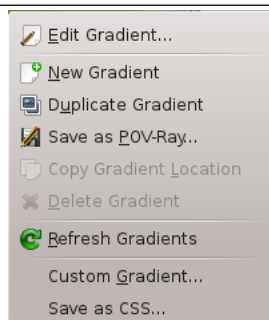 Edit Gradient...
New Gradient
Duplicate Gradient
Save as POV-Ray...
Copy Gradient Location
Delete Gradient
Refresh Gradients
Custom Gradient...
Save as CSS...